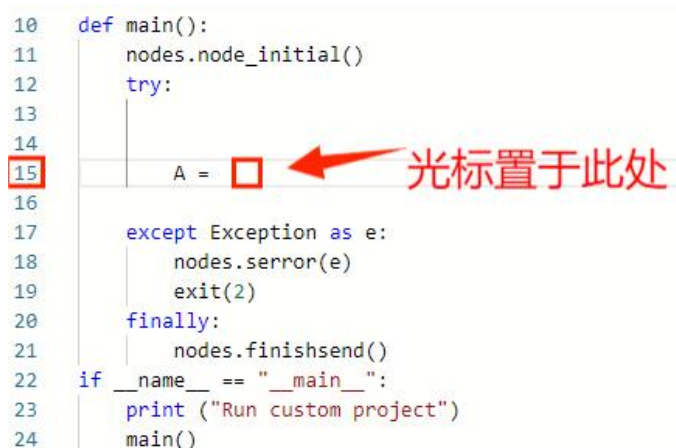 10 def main():
11 nodes.node_initial()
12 try:
13
14
15 A = 光标置于此处
16
17 except Exception as e:
18 nodes.serror(e)
19 exit(2)
20 finally:
21 nodes.finishsend()
22 if __name__ == "__main__":
23 print ("Run custom project")
24 main()